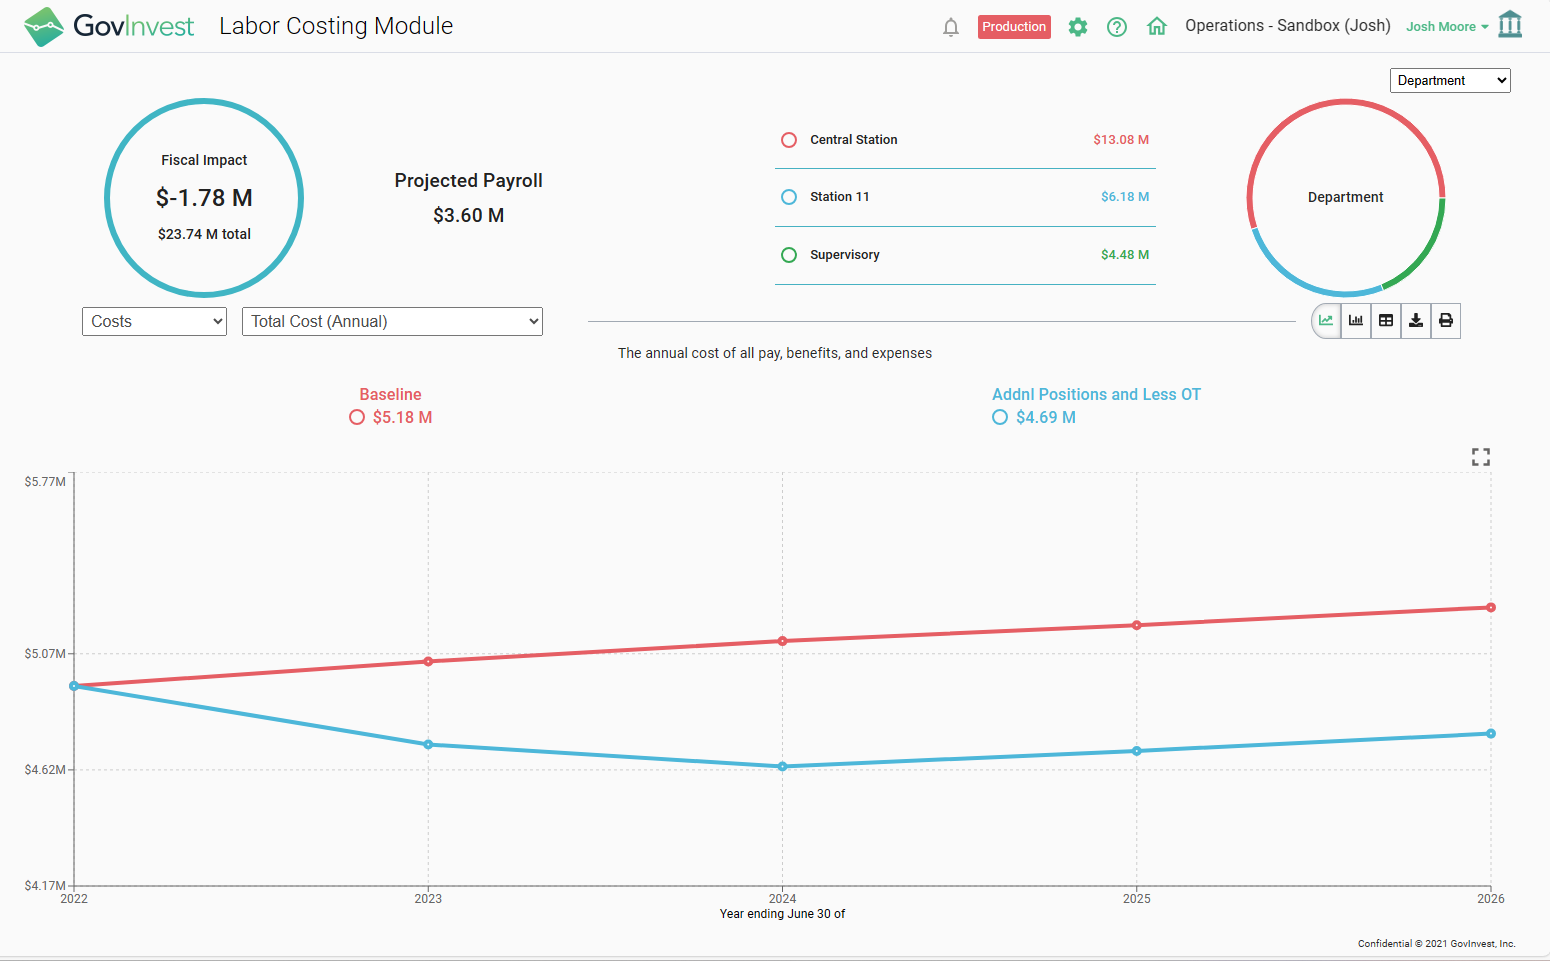 GovInvest Labor Costing Module Production Operations - Sandbox (Josh) Josh Moore
Department
Fiscal Impact
$-1.78 M
$23.74 M total
Projected Payroll
$3.60 M
Central Station $13.08 M
Station 11 $6.18 M
Supervisory $4.48 M
Department
Costs Total Cost (Annual)
The annual cost of all pay, benefits, and expenses
Baseline
$5.18 M
Addnl Positions and Less OT
$4.69 M
$5.77M
$5.07M
$4.62M
$4.17M
2022 2023 2024 2025 2026
Year ending June 30 of
Confidential © 2021 GovInvest, Inc.